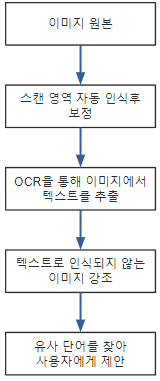 이미지 원본
스캔 영역 자동 인식후
보정
OCR을 통해 이미지에서
텍스트를 추출
텍스트로 인식되지 않는
이미지 강조
유사 단어를 찾아
사용자에게 제안